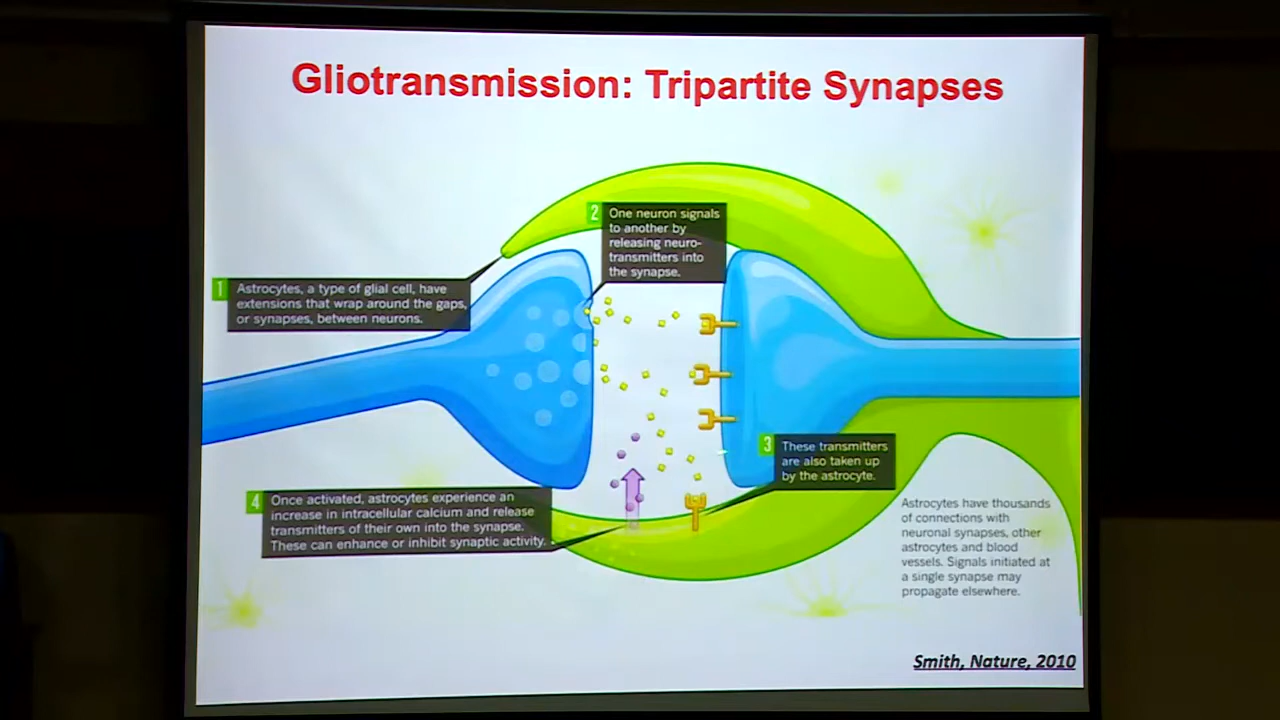 Gliotransmission: Tripartite Synapses
1
Astrocytes, a type of glial cell, have
extensions that wrap around the gaps,
or synapses, between neurons.
2
One neuron signals
to another by
releasing neuro-
transmitters into
the synapse.
3
These transmitters
are also taken up
by the astrocyte.
4
Once activated, astrocytes experience an
increase in intracellular calcium and release
transmitters of their own into the synapse.
These can enhance or inhibit synaptic activity.
Astrocytes have thousands
of connections with
neuronal synapses, other
astrocytes and blood
vessels. Signals initiated at
a single synapse may
propagate elsewhere.
Smith, Nature, 2010